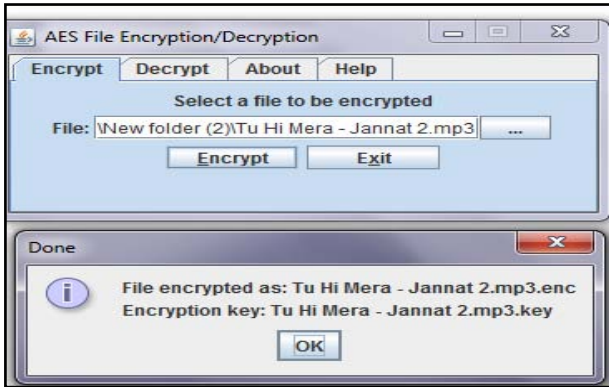 AES File Encryption/Decryption
Encrypt Decrypt About Help
Select a file to be encrypted
File: \New folder (2)\Tu Hi Mera - Jannat 2.mp3 ...
Encrypt Exit
Done
File encrypted as: Tu Hi Mera - Jannat 2.mp3.enc
Encryption key: Tu Hi Mera - Jannat 2.mp3.key
OK